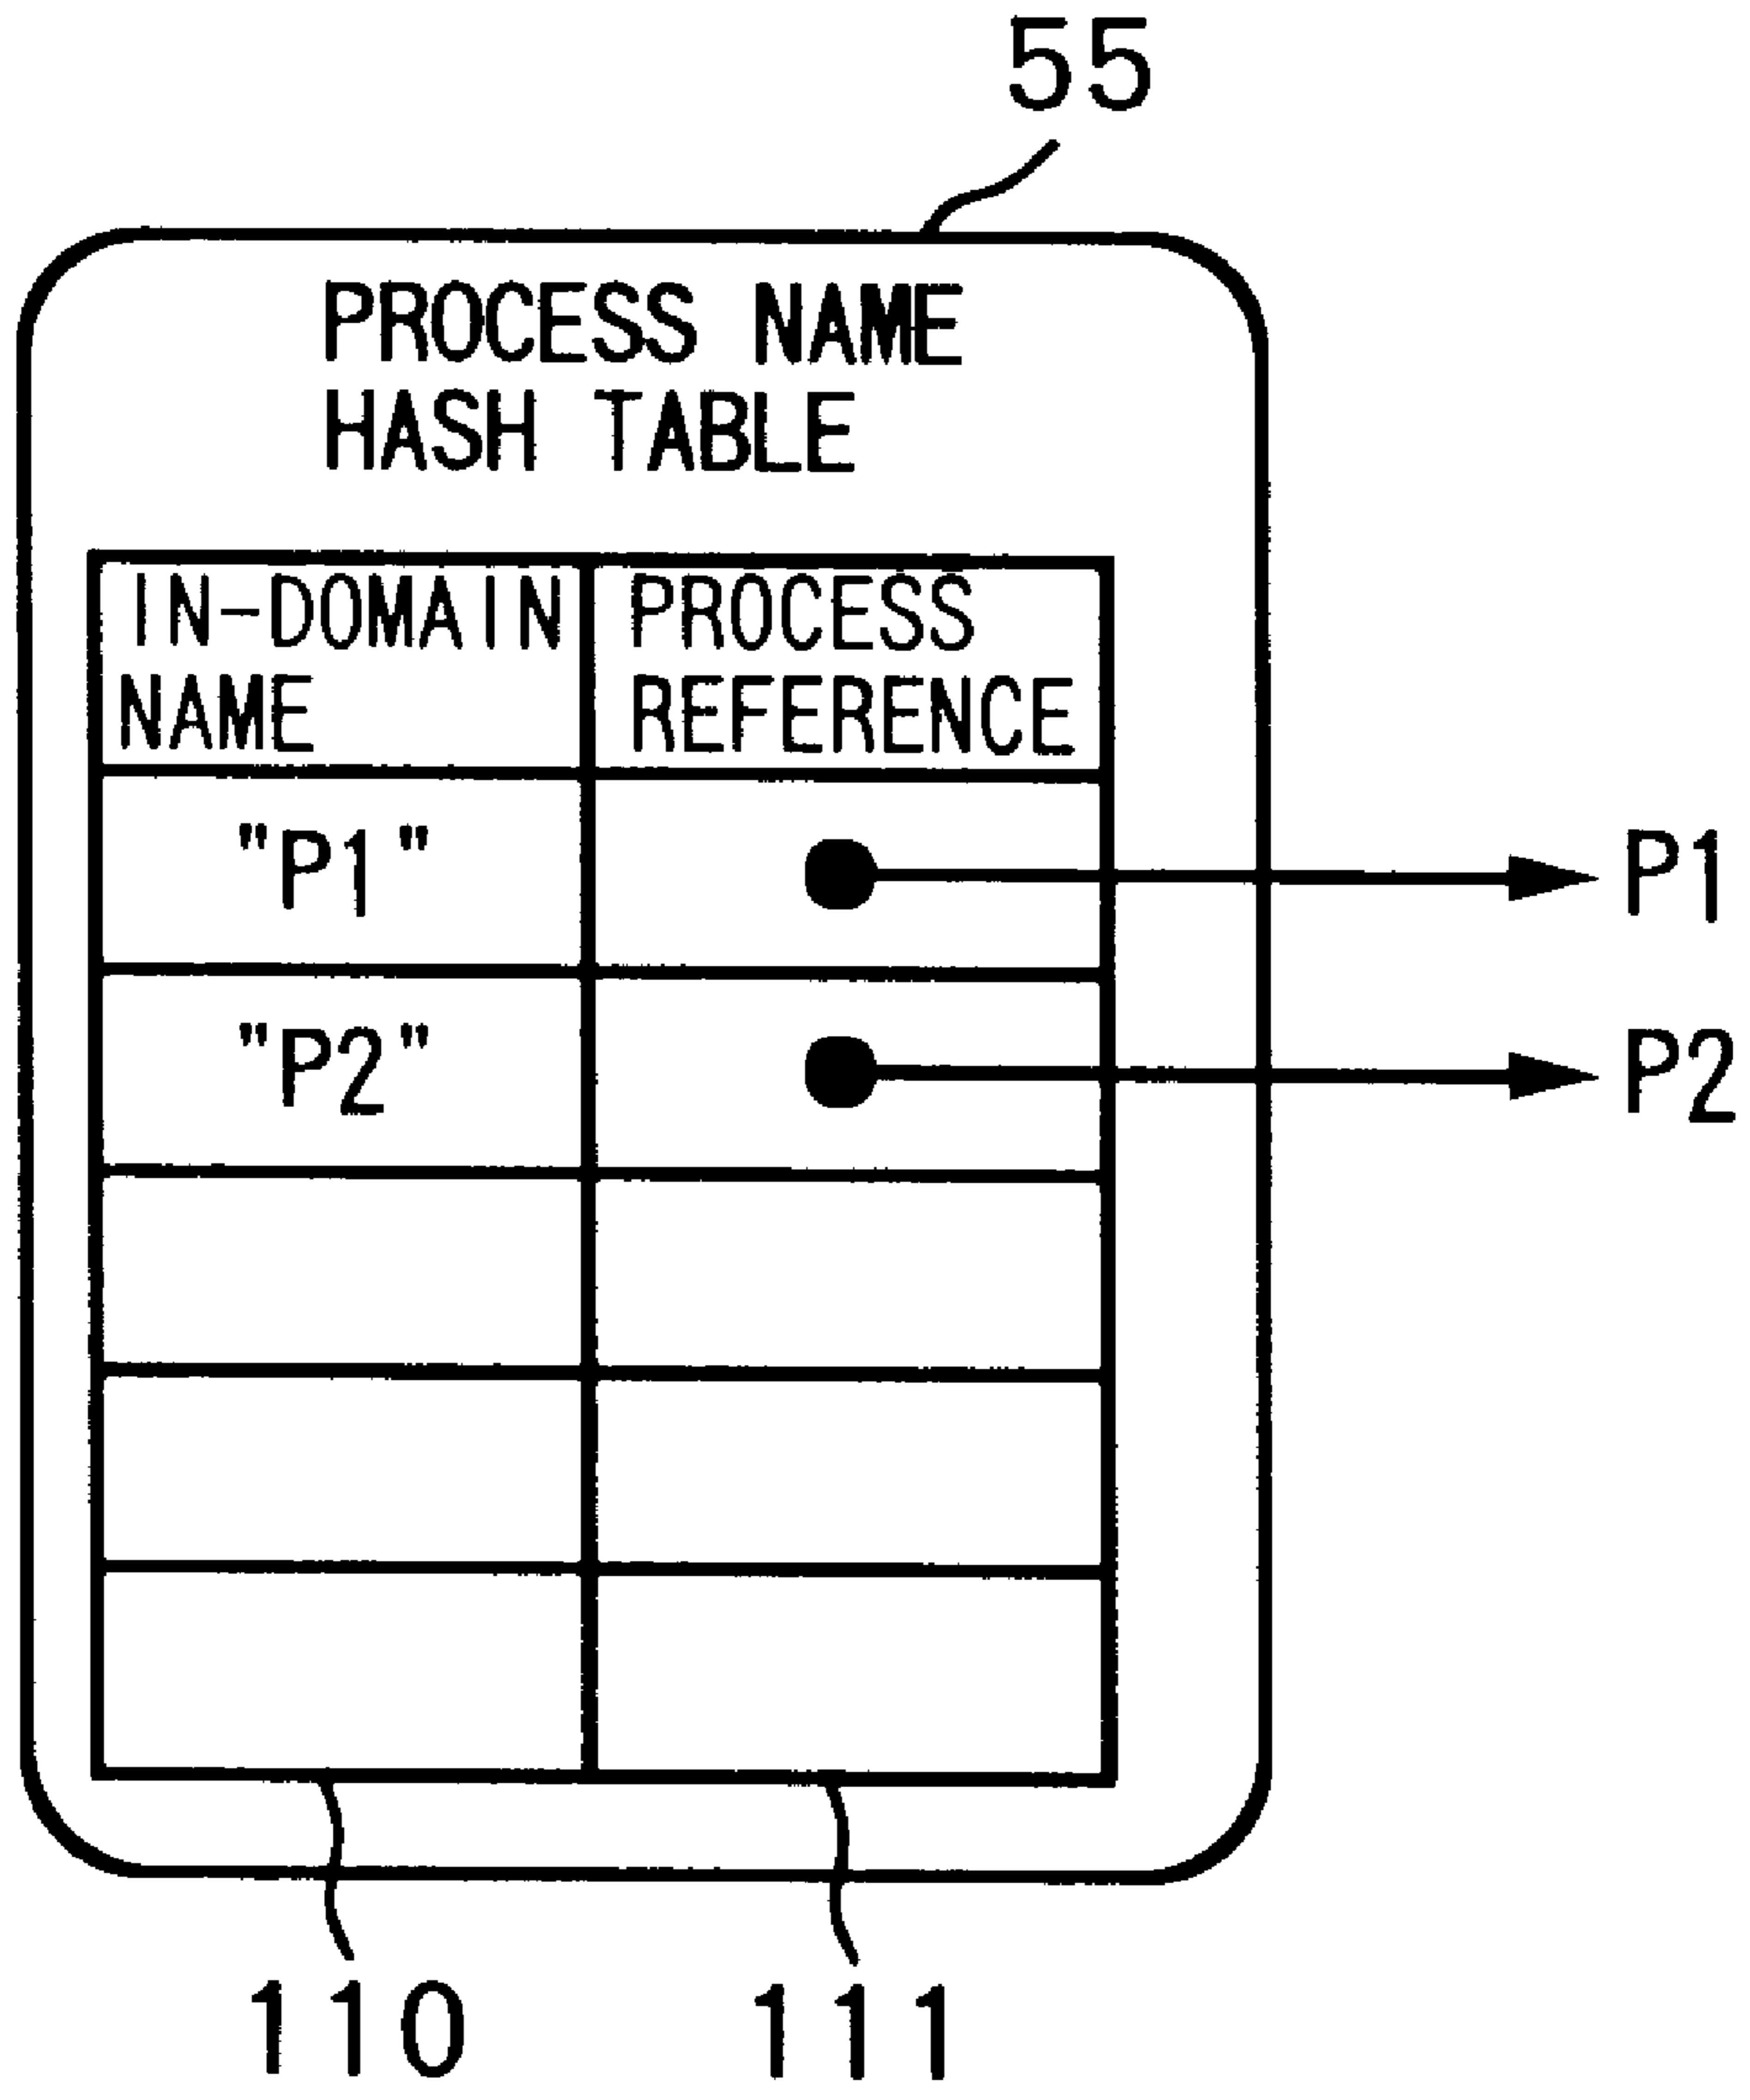 55
PROCESS NAME
HASH TABLE
IN-DOMAIN NAME
PROCESS REFERENCE
"P1"
P1
"P2"
P2
110
111